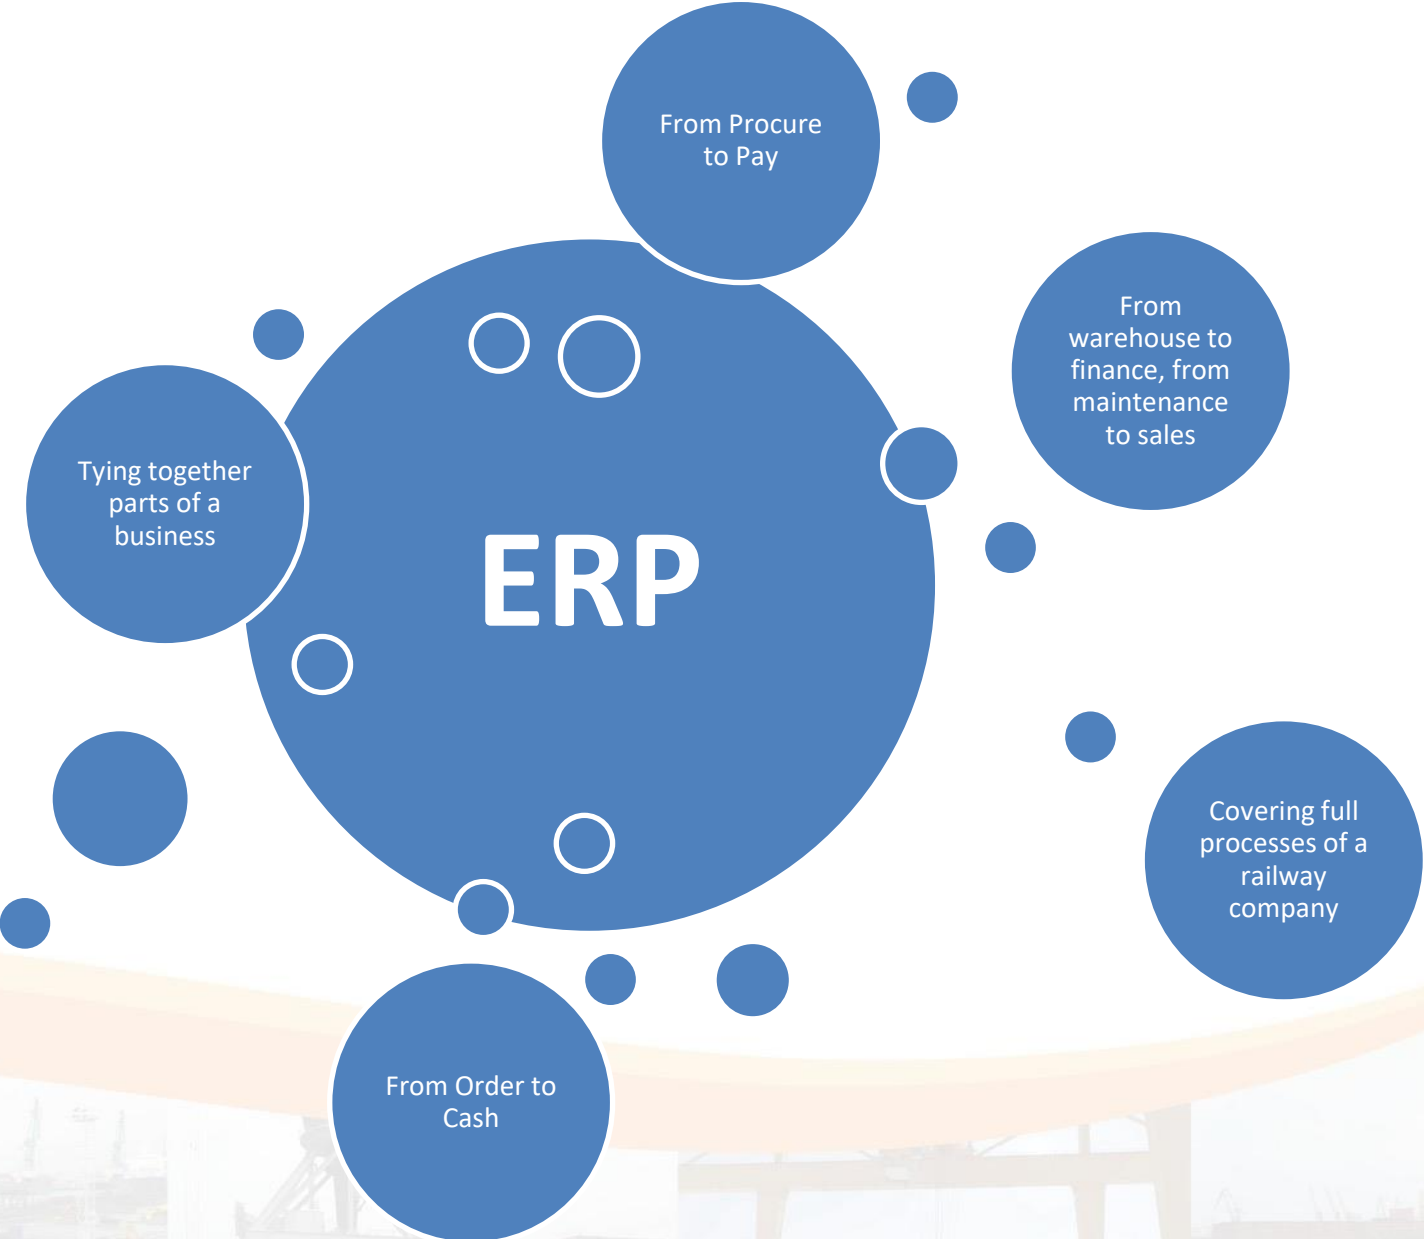 From Procure
to Pay
From
warehouse to
finance, from
maintenance
to sales
Tying together
parts of a
business
ERP
Covering full
processes of a
railway
company
From Order to
Cash